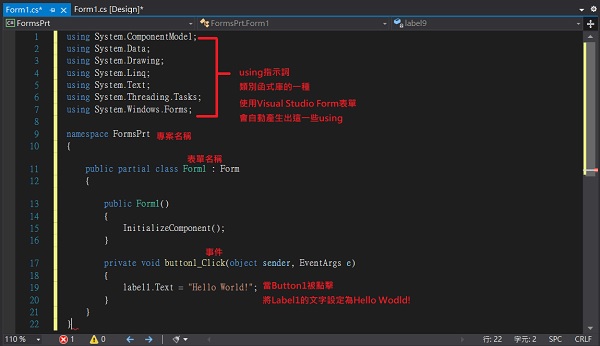 Form1.cs*
Form1.cs [Design]*
FormsPrt
FormsPrt.Form1
label9
1 using System.ComponentModel;
2 using System.Data;
3 using System.Drawing;
4 using System.Linq;
5 using System.Text;
6 using System.Threading.Tasks;
7 using System.Windows.Forms;
using指示詞
類別函式庫的一種
使用Visual Studio Form表單
會自動產生出這一些using
8
9 namespace FormsPrt 專案名稱
10 {
表單名稱
11 public partial class Form1 : Form
12 {
13 public Form1()
14 {
15 InitializeComponent();
16 }
事件
17 private void button1_Click(object sender, EventArgs e)
18 {
19 label1.Text = "Hello World!"; 當Button1被點擊
20 } 將Label1的文字設定為Hello Wodld!
21 }
22 }
110 % 1 0 行: 22 字元: 2 SPC CRLF